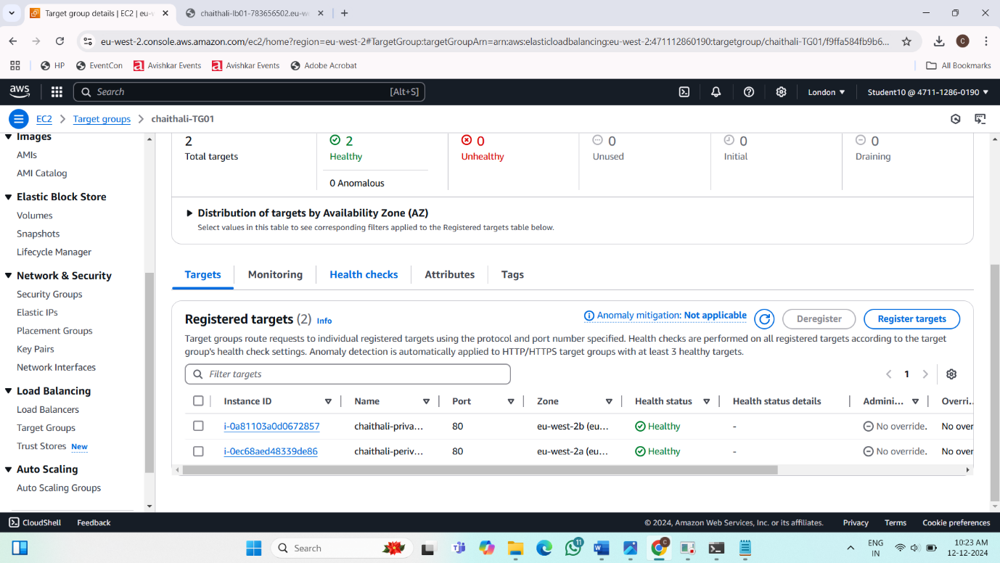 Target group details | EC2 | eu-w
chaithali-lb01-783656502.eu-we
eu-west-2.console.aws.amazon.com/ec2/home?region=eu-west-2#TargetGroup:targetGroupArn=arn:aws:elasticloadbalancing:eu-west-2:471112860190:targetgroup/chaithali-TG01/f9ffa584fb9b6...
C
HP
EventCon
Avishkar Events
Avishkar Events
Adobe Acrobat
All Bookmarks
aws
Search
[Alt+S]
London
Student10 @ 4711-1286-0190
EC2
Target groups
chaithali-TG01
Images
AMIs
AMI Catalog
Elastic Block Store
Volumes
Snapshots
Lifecycle Manager
Network & Security
Security Groups
Elastic IPs
Placement Groups
Key Pairs
Network Interfaces
Load Balancing
Load Balancers
Target Groups
Trust Stores New
Auto Scaling
Auto Scaling Groups
2
Total targets
2
Healthy
0 Anomalous
0
Unhealthy
0
Unused
0
Initial
0
Draining
Distribution of targets by Availability Zone (AZ)
Select values in this table to see corresponding filters applied to the Registered targets table below.
Targets
Monitoring
Health checks
Attributes
Tags
Registered targets (2) Info
Anomaly mitigation: Not applicable
Deregister
Register targets
Target groups route requests to individual registered targets using the protocol and port number specified. Health checks are performed on all registered targets according to the target
group's health check settings. Anomaly detection is automatically applied to HTTP/HTTPS target groups with at least 3 healthy targets.
Filter targets
1
Instance ID Name Port Zone Health status Health status details Admini... Overri..
i-0a81103a0d0672857 chaithali-priva... 80 eu-west-2b (eu... Healthy - No override. No over
i-0ec68aed48339de86 chaithali-periv... 80 eu-west-2a (eu... Healthy - No override. No over
CloudShell
Feedback
© 2024, Amazon Web Services, Inc. or its affiliates.
Privacy
Terms
Cookie preferences
Search
11
C
ENG
IN
10:23 AM
12-12-2024